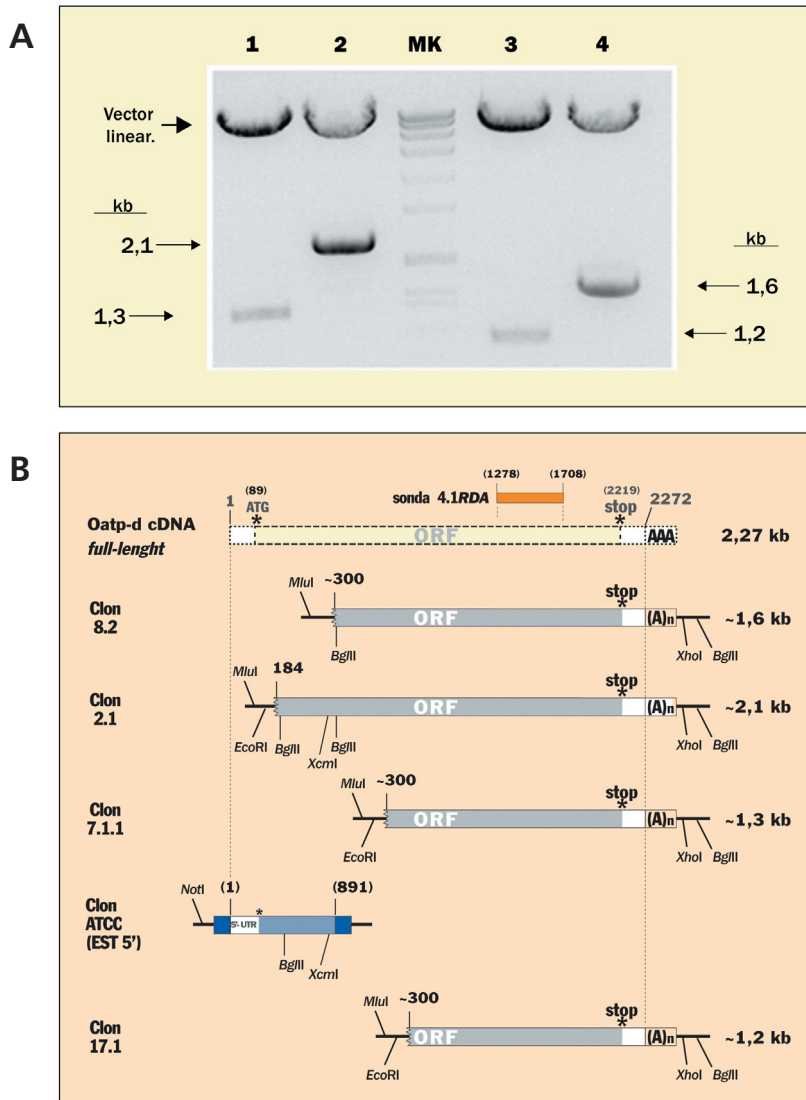 A
1 2 MK 3 4
Vector
linear.
kb
2,1
1,3
kb
1,6
1,2
B
sonda 4.1RDA
(1278) (1708)
1
(89)
ATG
*
(2219)
stop
*
2272
Oatp-d cDNA
full-lenght
ORF
AAA
2,27 kb
Clon
8.2
MluI
~300
ORF
stop
*
(A)n
BglII
XhoI
BglII
~1,6 kb
Clon
2.1
MluI
184
ORF
stop
*
(A)n
EcoRI
BglII
XcmI
BglII
XhoI
BglII
~2,1 kb
Clon
7.1.1
MluI
~300
ORF
stop
*
(A)n
EcoRI
XhoI
BglII
~1,3 kb
Clon
ATCC
(EST 5')
NotI
(1)
(891)
5'- UTR
*
BglII
XcmI
Clon
17.1
MluI
~300
ORF
stop
*
(A)n
EcoRI
XhoI
BglII
~1,2 kb